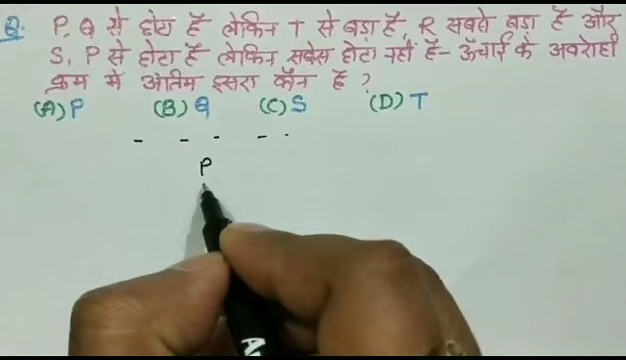 Q. P, Q से छोटा है लेकिन T से बड़ा है, R सबसे बड़ा है और
S, P से छोटा है लेकिन सबसे छोटा नहीं है- ऊँचाई के अवरोही
क्रम में अंतिम दूसरा कौन है ?
(A) P (B) Q (C) S (D) T
- - - - -
P